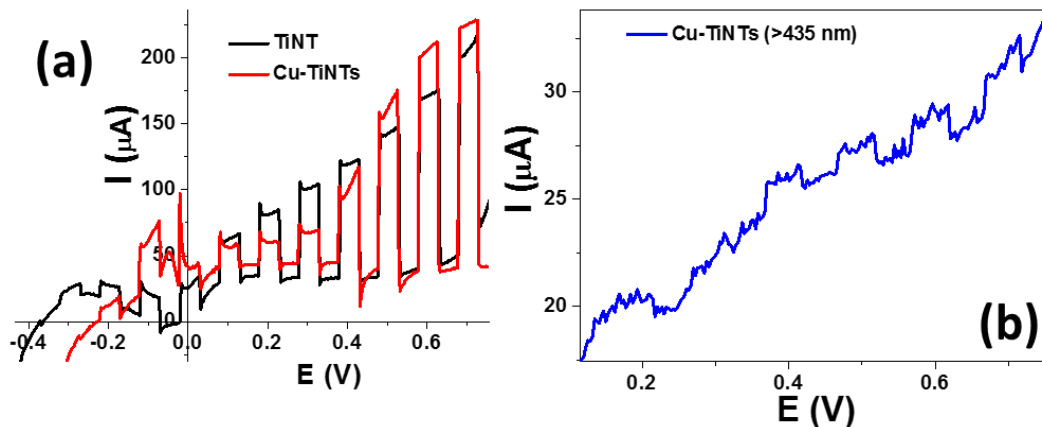 (a)
TiNT
Cu-TiNTs
I (μA)
200
150
100
50
0
-0.4 -0.2 0.0 0.2 0.4 0.6
E (V)
Cu-TiNTs (>435 nm)
I (μA)
30
25
20
0.2 0.4 0.6
E (V)
(b)